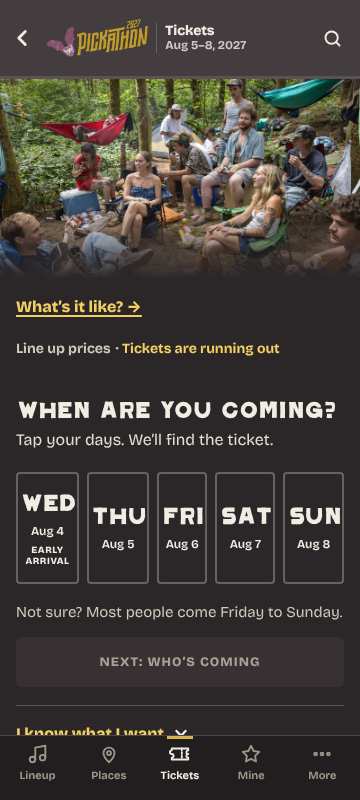 2027
PICKATHON
Tickets
Aug 5–8, 2027
What's it like? →
Line up prices · Tickets are running out
WHEN ARE YOU COMING?
Tap your days. We'll find the ticket.
WED
Aug 4
EARLY
ARRIVAL
THU
Aug 5
FRI
Aug 6
SAT
Aug 7
SUN
Aug 8
Not sure? Most people come Friday to Sunday.
NEXT: WHO'S COMING
I know what I want
Lineup
Places
Tickets
Mine
More